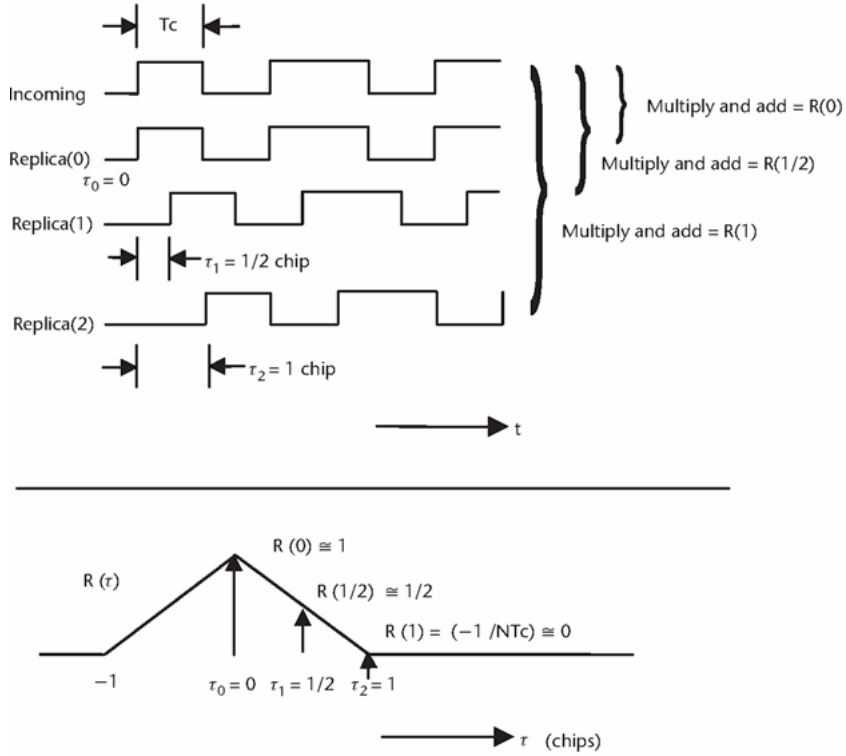 Tc
Incoming
Multiply and add = R(0)
Replica(0)
τ₀ = 0
Multiply and add = R(1/2)
Replica(1)
Multiply and add = R(1)
τ₁ = 1/2 chip
Replica(2)
τ₂ = 1 chip
t
R (0) ≅ 1
R (τ)
R (1/2) ≅ 1/2
R (1) = (−1 /NTc) ≅ 0
−1
τ₀ = 0
τ₁ = 1/2
τ₂ = 1
τ (chips)